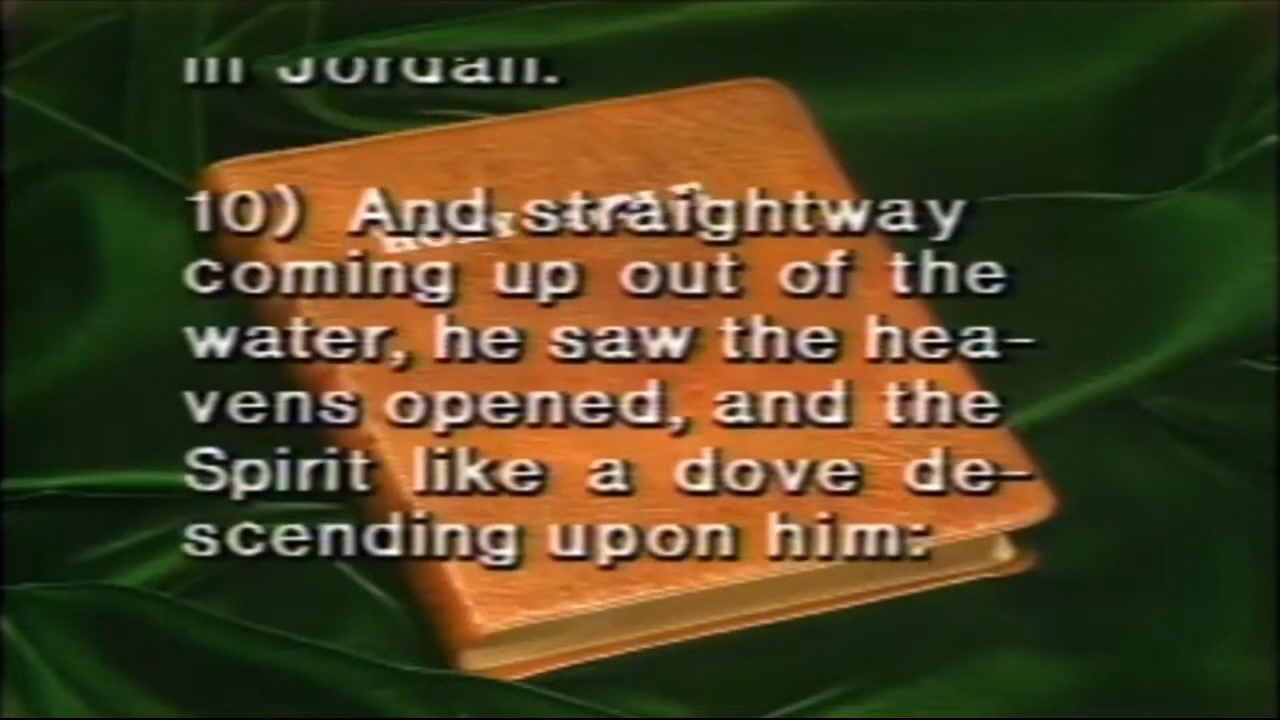 in Jordan.
10) And straightway
coming up out of the
water, he saw the hea-
vens opened, and the
Spirit like a dove de-
scending upon him: